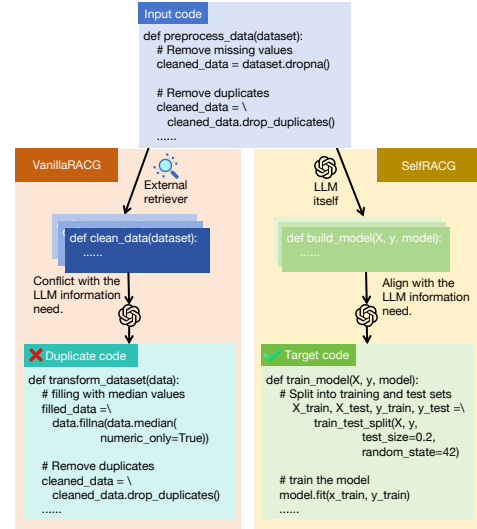 Input code
def preprocess_data(dataset):
# Remove missing values
cleaned_data = dataset.dropna()
# Remove duplicates
cleaned_data = \
cleaned_data.drop_duplicates()
......
VanillaRACG
External
retriever
def clean_data(dataset):
......
Conflict with the
LLM information
need.
Duplicate code
def transform_dataset(data):
# filling with median values
filled_data =\
data.fillna(data.median(
numeric_only=True))
# Remove duplicates
cleaned_data = \
cleaned_data.drop_duplicates()
......
SelfRACG
LLM
itself
def build_model(X, y, model):
......
Align with the
LLM information
need.
Target code
def train_model(X, y, model):
# Split into training and test sets
X_train, X_test, y_train, y_test =\
train_test_split(X, y,
test_size=0.2,
random_state=42)
# train the model
model.fit(x_train, y_train)
......